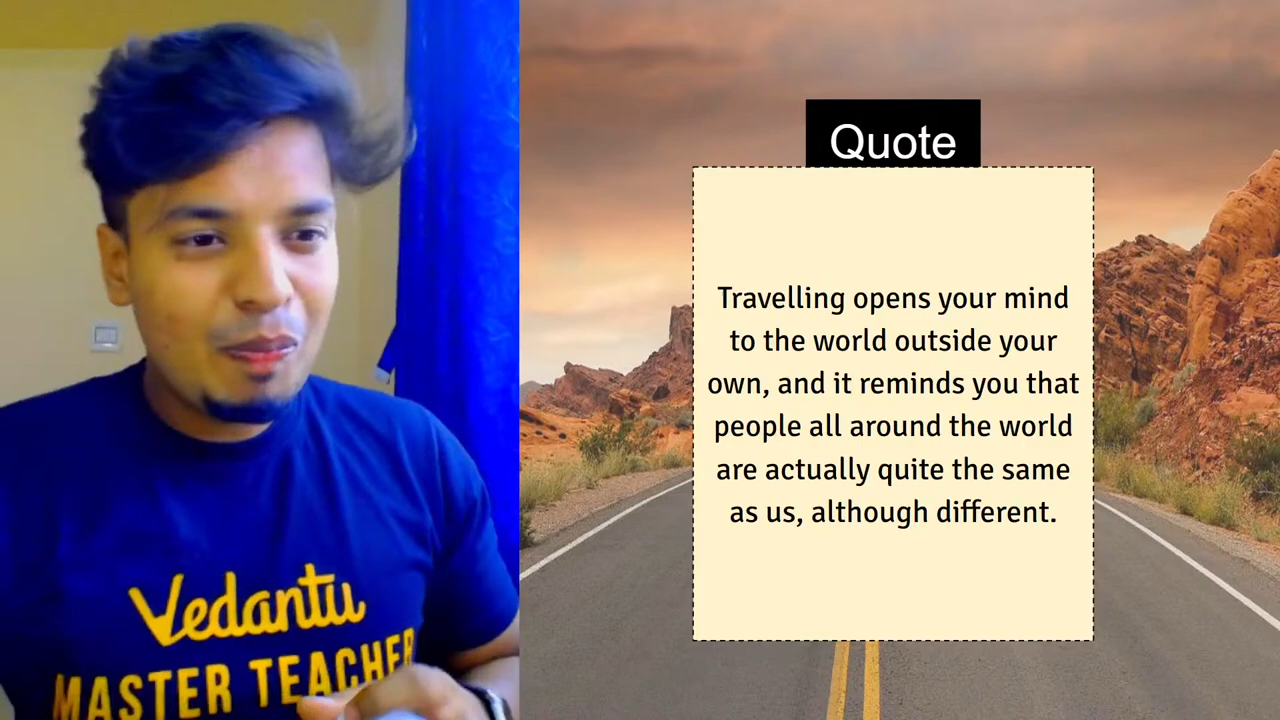 Vedantu
MASTER TEACHER
Quote
Travelling opens your mind
to the world outside your
own, and it reminds you that
people all around the world
are actually quite the same
as us, although different.